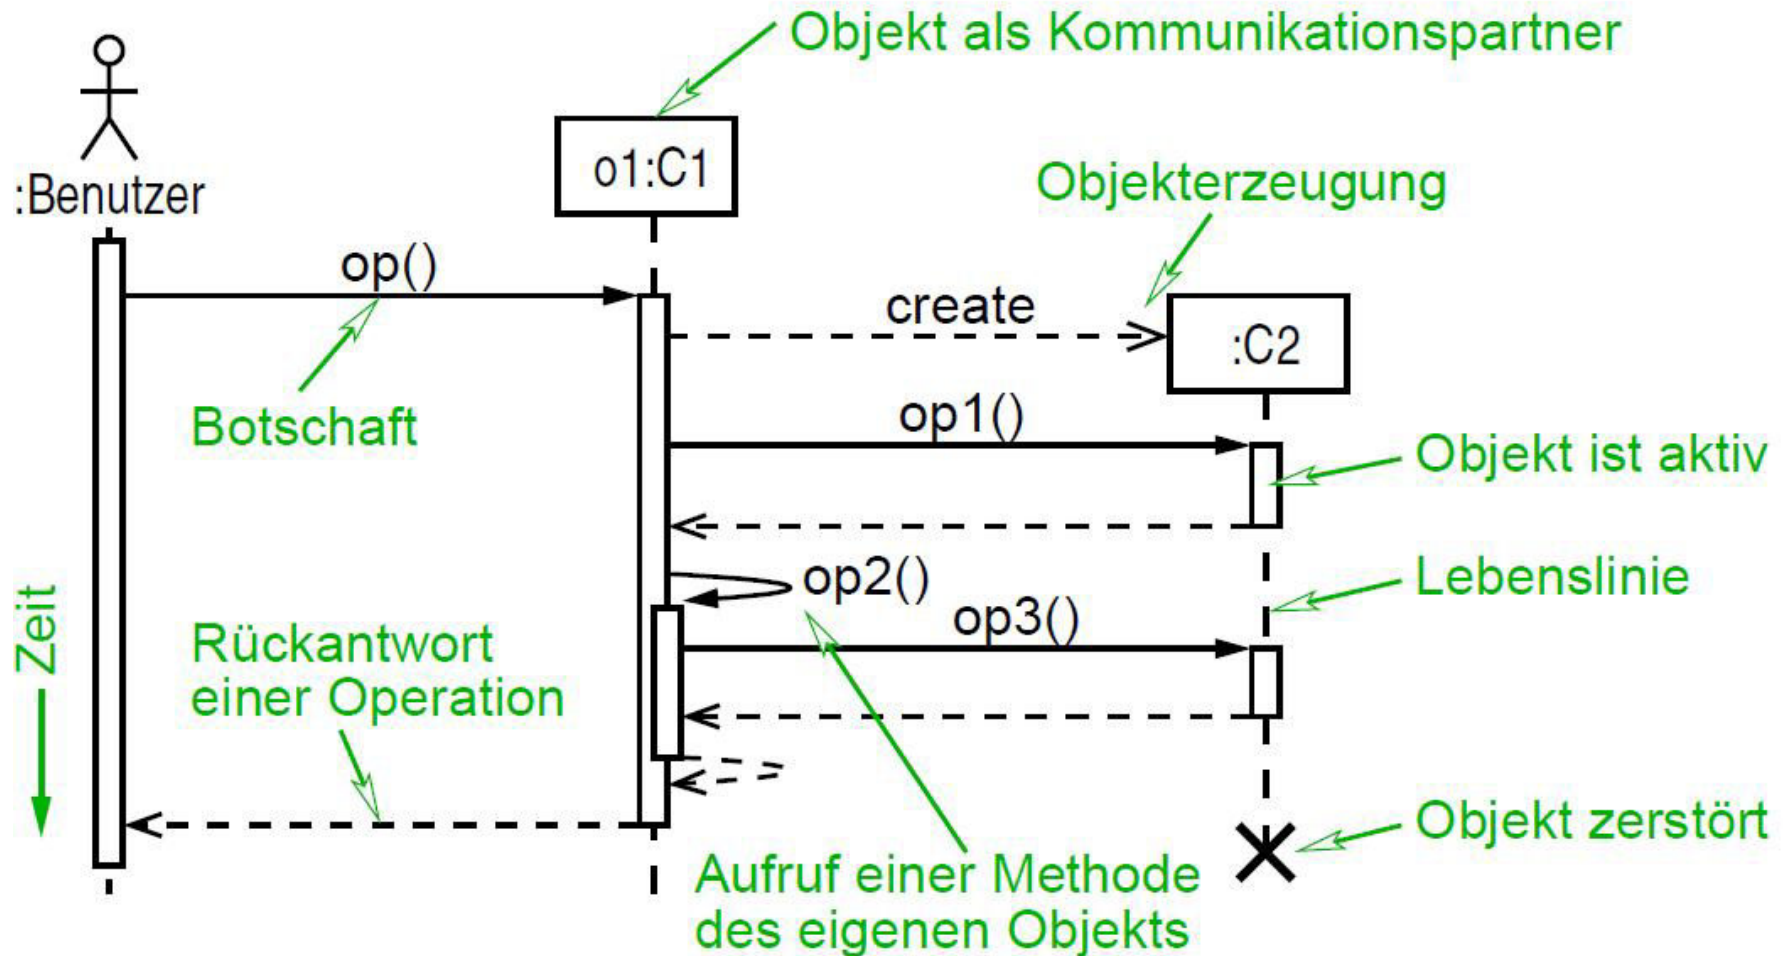 Objekt als Kommunikationspartner
o1:C1
:Benutzer
Objekterzeugung
op()
create
:C2
Botschaft
op1()
Objekt ist aktiv
op2()
Lebenslinie
Zeit
op3()
Rückantwort
einer Operation
Objekt zerstört
Aufruf einer Methode
des eigenen Objekts